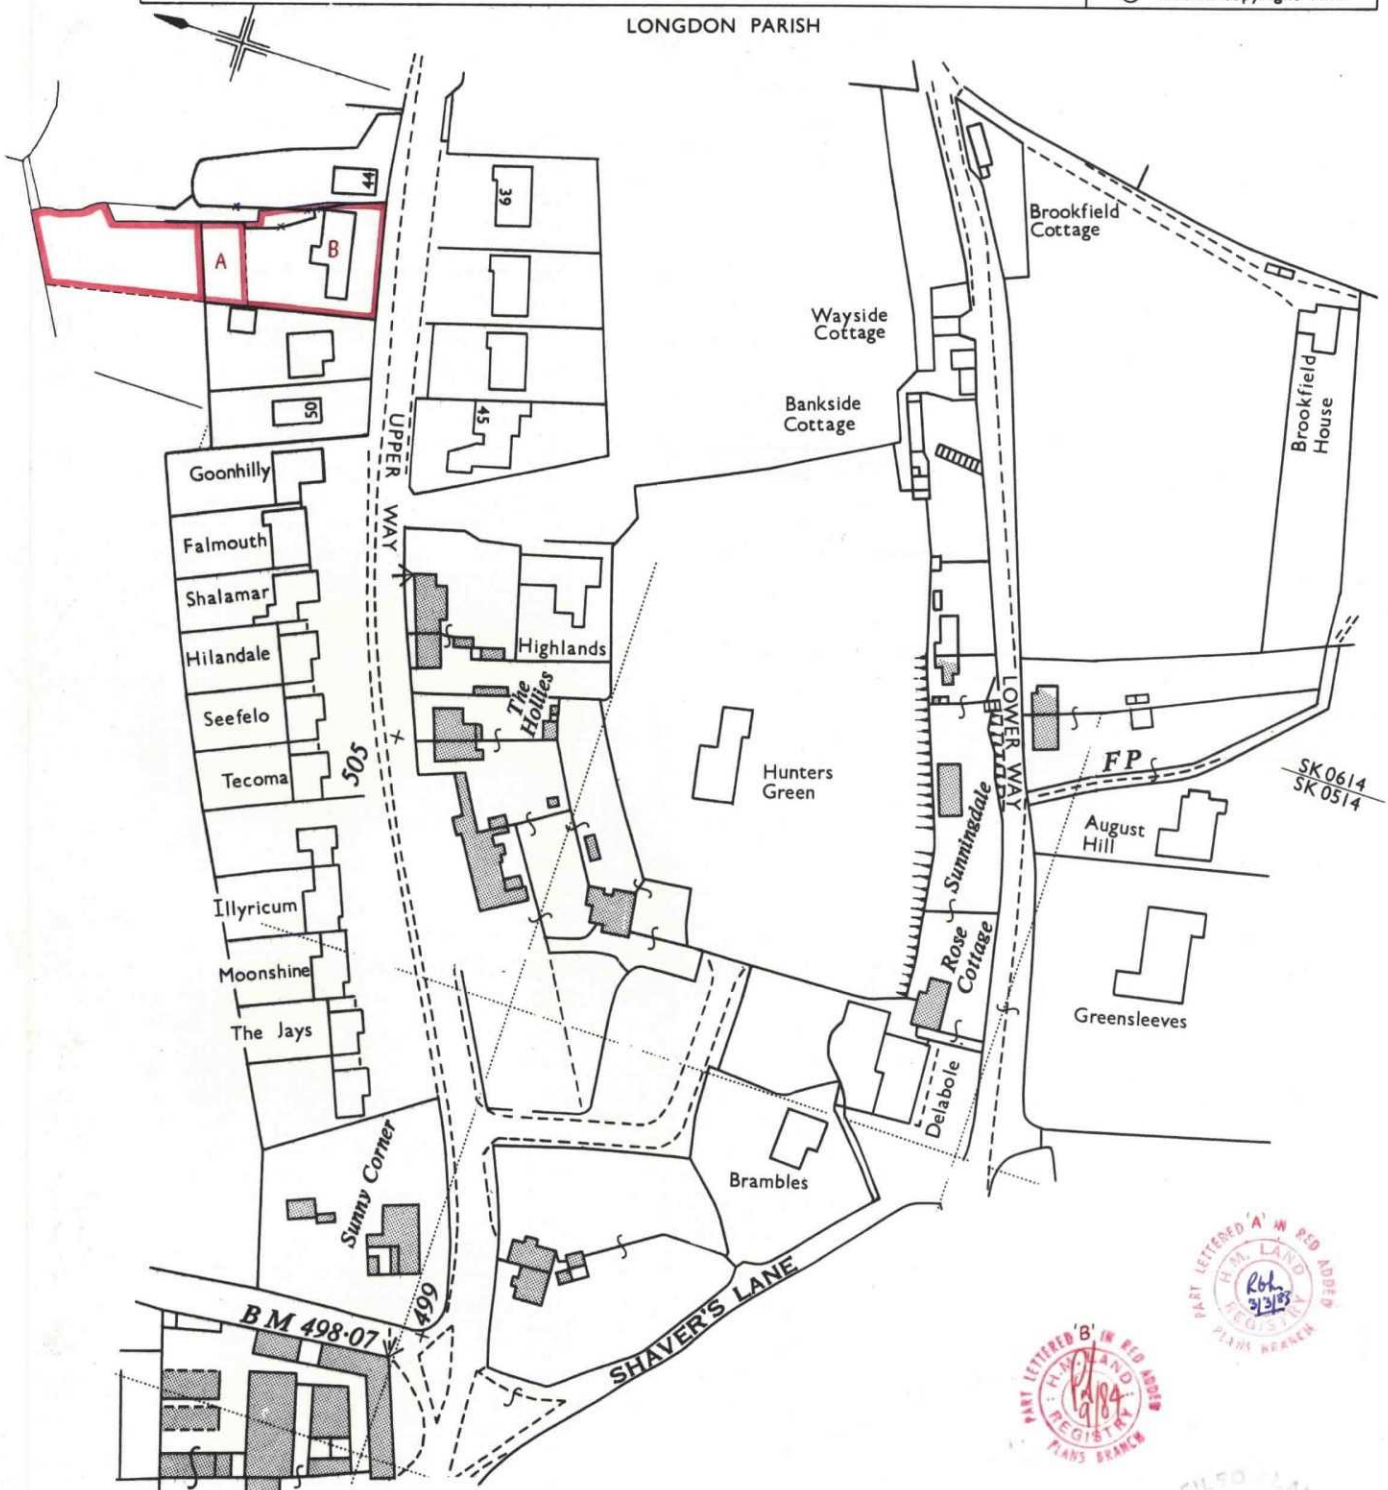 LONGDON PARISH
44
39
A
B
Brookfield
Cottage
Wayside
Cottage
Bankside
Cottage
Brookfield
House
50
45
UPPER WAY
Goonhilly
Falmouth
Shalamar
Hilandale
Seefelo
Tecoma
Highlands
The
Hollies
505
Hunters
Green
LOWER WAY
FP
SK 0614
SK 0514
Sunningdale
August
Hill
Illyricum
Moonshine
The Jays
Rose
Cottage
Greensleeves
Delabole
Brambles
Sunny Corner
SHAVER'S LANE
499
B M 498·07
PART LETTERED 'A' IN RED ADDED
H.M. LAND
REGISTRY
3/3/83
PLANS BRANCH
PART LETTERED 'B' IN RED ADDED
H.M. LAND
REGISTRY
PLANS BRANCH